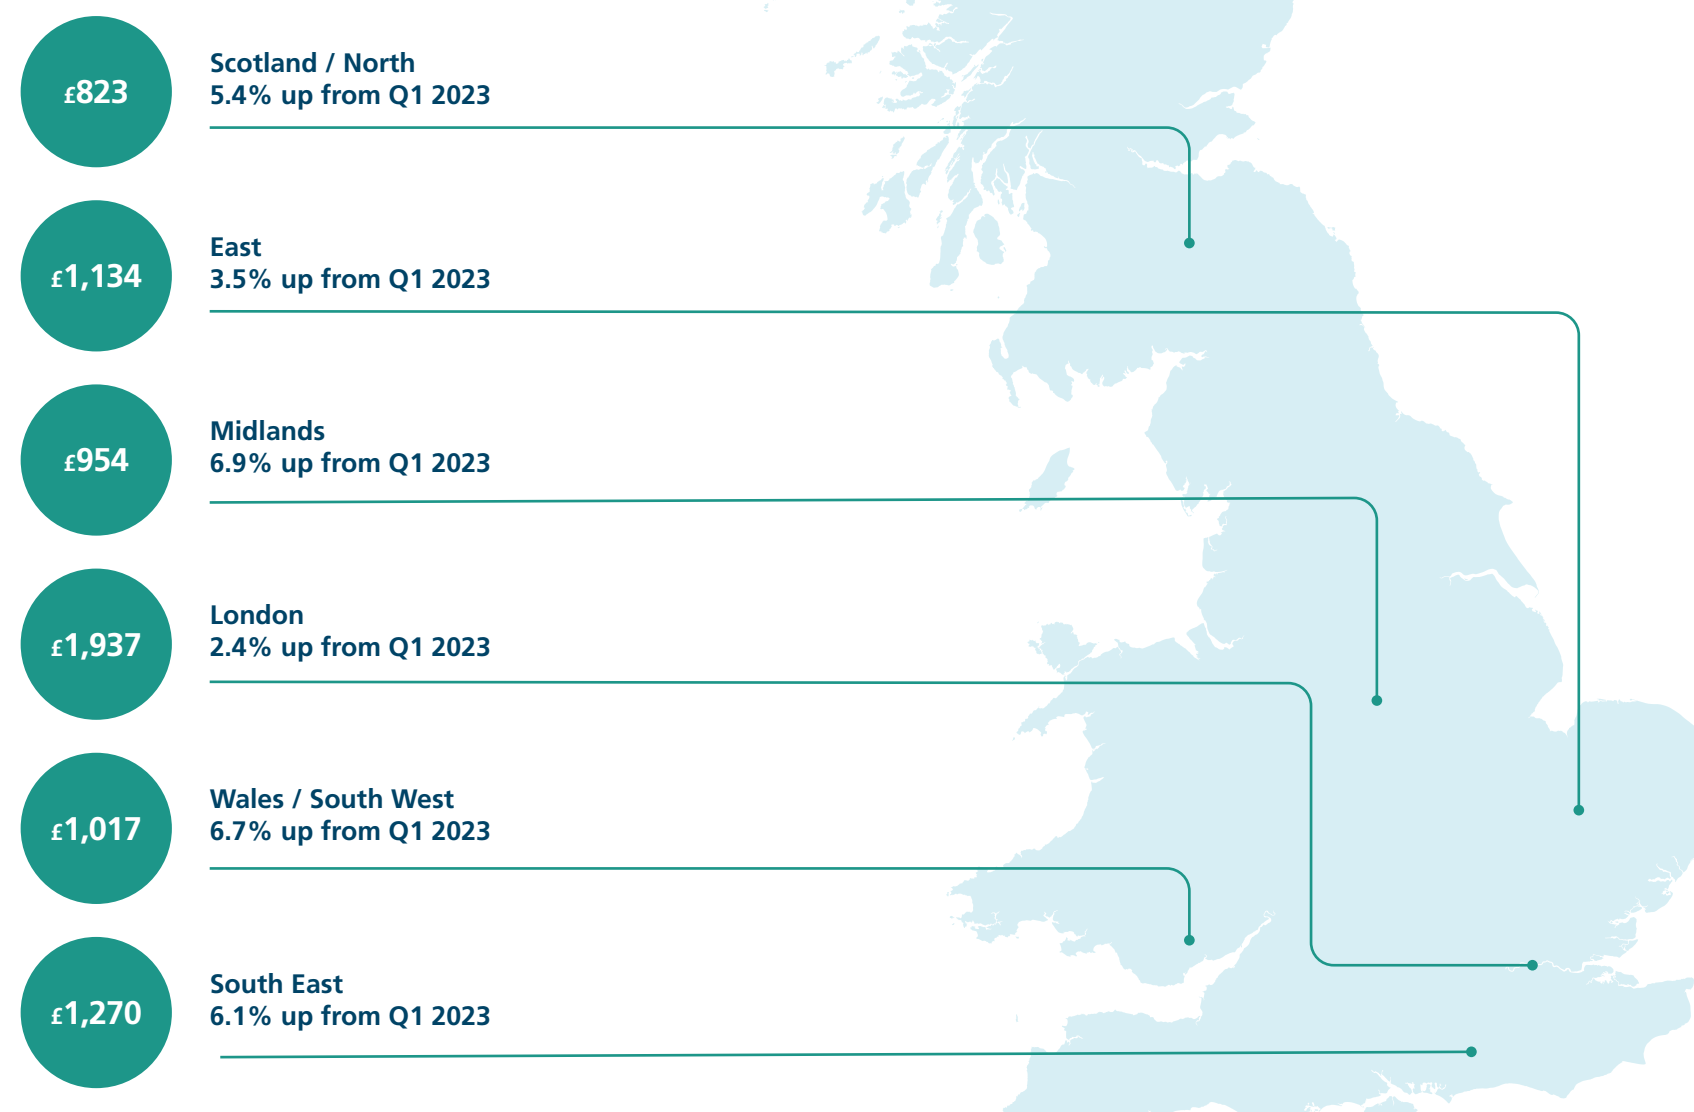 £823
Scotland / North
5.4% up from Q1 2023
£1,134
East
3.5% up from Q1 2023
£954
Midlands
6.9% up from Q1 2023
£1,937
London
2.4% up from Q1 2023
£1,017
Wales / South West
6.7% up from Q1 2023
£1,270
South East
6.1% up from Q1 2023